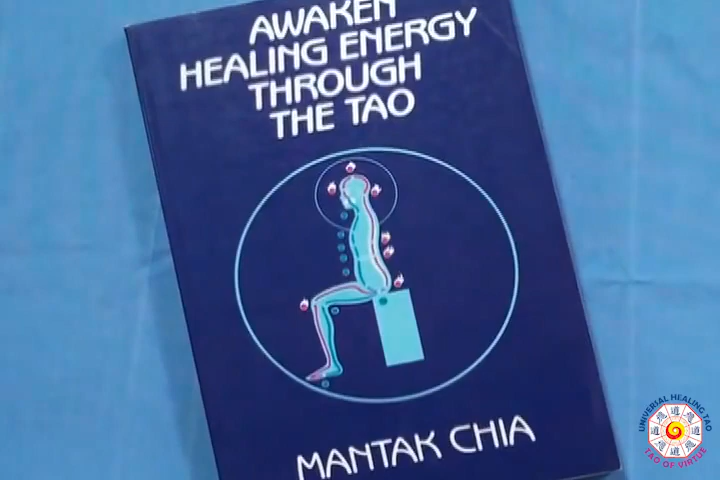 AWAKEN
HEALING ENERGY
THROUGH
THE TAO
MANTAK CHIA
UNIVERSAL HEALING TAO
TAO OF VIRTUE